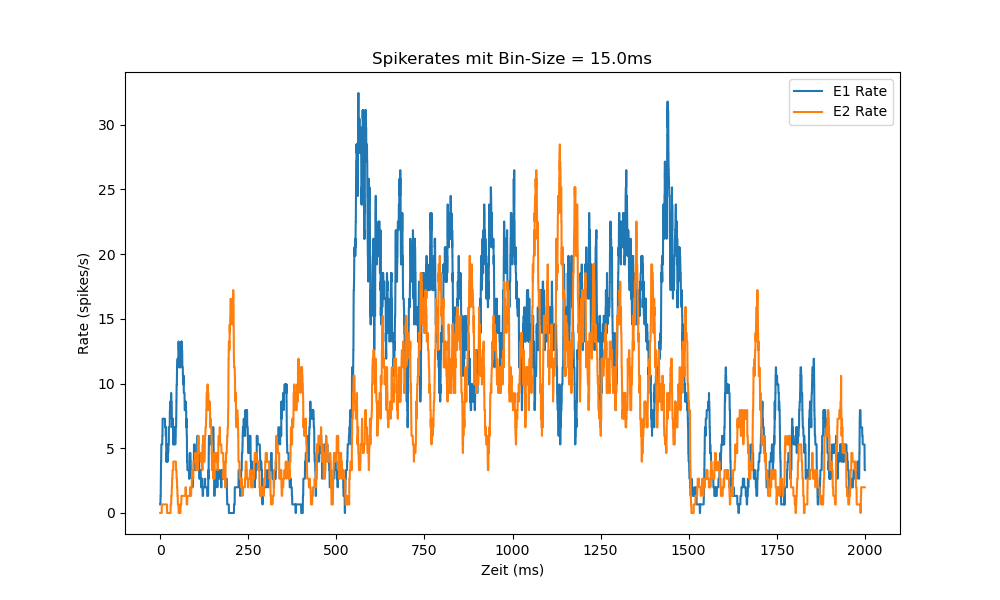 Spikerates mit Bin-Size = 15.0ms
E1 Rate
E2 Rate
Rate (spikes/s)
30
25
20
15
10
5
0
0 250 500 750 1000 1250 1500 1750 2000
Zeit (ms)